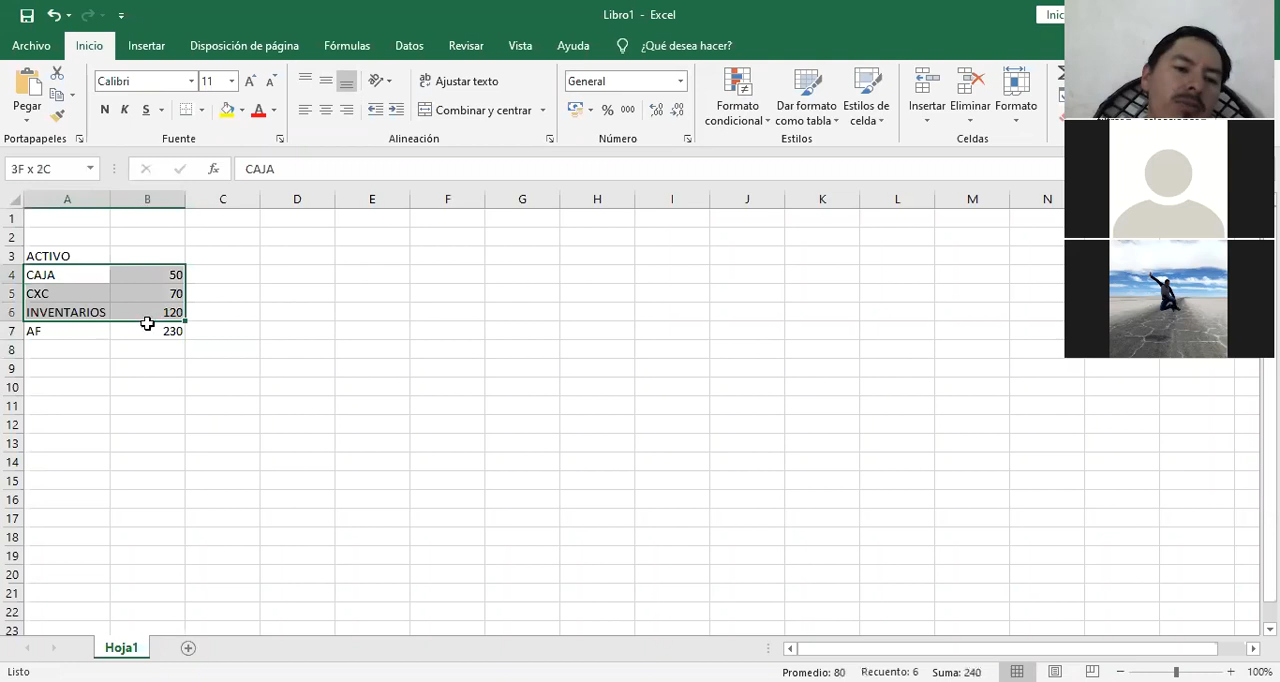 Libro1 - Excel
Inic
Archivo Inicio Insertar Disposición de página Fórmulas Datos Revisar Vista Ayuda ¿Qué desea hacer?
Pegar
Calibri 11
Ajustar texto
General
N K S A
Combinar y centrar
% 000
Formato condicional
Dar formato como tabla
Estilos de celda
Insertar Eliminar Formato
Portapapeles Fuente Alineación Número Estilos Celdas
3F x 2C fx CAJA
A B C D E F G H I J K L M N
1
2
3 ACTIVO
4 CAJA 50
5 CXC 70
6 INVENTARIOS 120
7 AF 230
8
9
10
11
12
13
14
15
16
17
18
19
20
21
22
23
Hoja1
Listo Promedio: 80 Recuento: 6 Suma: 240 100%